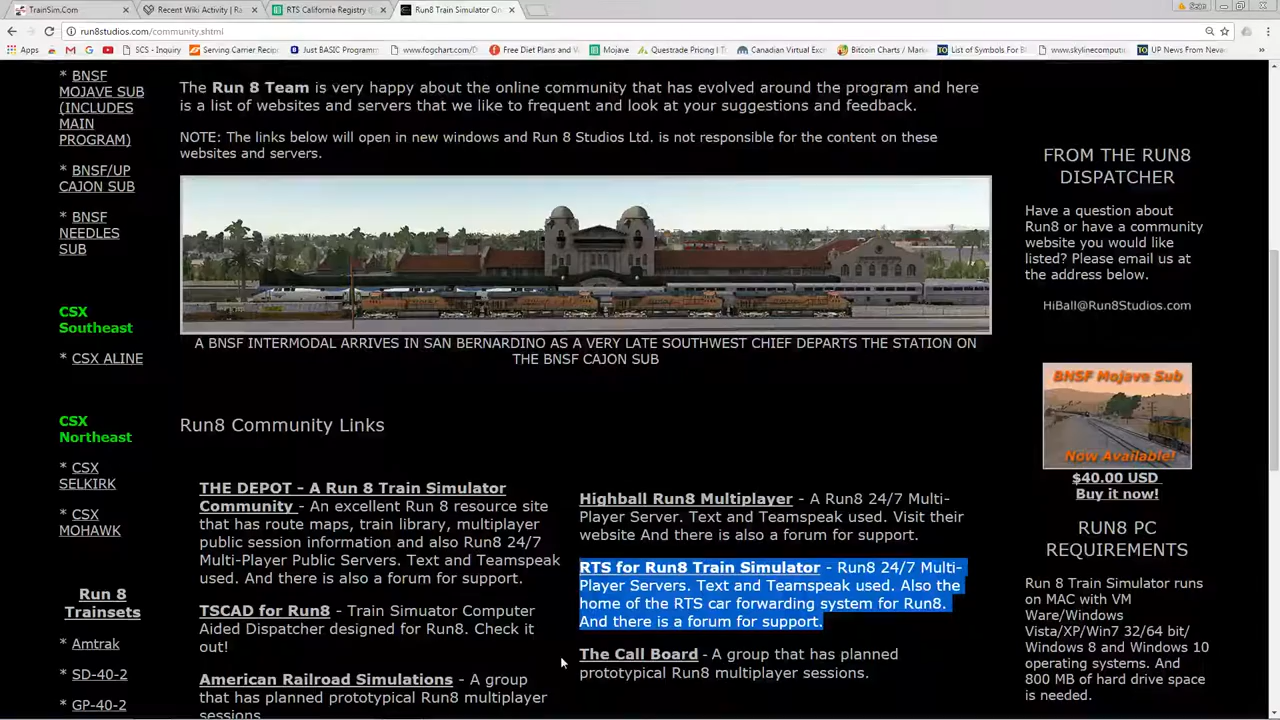 TrainSim.Com
Recent Wiki Activity | Ra
RTS California Registry (
Run8 Train Simulator On
run8studios.com/community.shtml
Apps
SCS - Inquiry
Serving Carrier Recip
Just BASIC Program
www.fogchart.com/D
Free Diet Plans and V
Mojave
Questrade Pricing | T
Canadian Virtual Exc
Bitcoin Charts / Marke
List of Symbols For B
www.skylinecomputi
UP News From Neva
* BNSF
MOJAVE SUB
(INCLUDES
MAIN
PROGRAM)
* BNSF/UP
CAJON SUB
* BNSF
NEEDLES
SUB
CSX
Southeast
* CSX ALINE
CSX
Northeast
* CSX
SELKIRK
* CSX
MOHAWK
Run 8
Trainsets
* Amtrak
* SD-40-2
* GP-40-2
The Run 8 Team is very happy about the online community that has evolved around the program and here
is a list of websites and servers that we like to frequent and look at your suggestions and feedback.
NOTE: The links below will open in new windows and Run 8 Studios Ltd. is not responsible for the content on these
websites and servers.
A BNSF INTERMODAL ARRIVES IN SAN BERNARDINO AS A VERY LATE SOUTHWEST CHIEF DEPARTS THE STATION ON
THE BNSF CAJON SUB
Run8 Community Links
THE DEPOT - A Run 8 Train Simulator
Community - An excellent Run 8 resource site
that has route maps, train library, multiplayer
public session information and also Run8 24/7
Multi-Player Public Servers. Text and Teamspeak
used. And there is also a forum for support.
TSCAD for Run8 - Train Simuator Computer
Aided Dispatcher designed for Run8. Check it
out!
American Railroad Simulations - A group
that has planned prototypical Run8 multiplayer
sessions.
Highball Run8 Multiplayer - A Run8 24/7 Multi-
Player Server. Text and Teamspeak used. Visit their
website And there is also a forum for support.
RTS for Run8 Train Simulator - Run8 24/7 Multi-
Player Servers. Text and Teamspeak used. Also the
home of the RTS car forwarding system for Run8.
And there is a forum for support.
The Call Board - A group that has planned
prototypical Run8 multiplayer sessions.
FROM THE RUN8
DISPATCHER
Have a question about
Run8 or have a community
website you would like
listed? Please email us at
the address below.
HiBall@Run8Studios.com
BNSF Mojave Sub
Now Available!
$40.00 USD
Buy it now!
RUN8 PC
REQUIREMENTS
Run 8 Train Simulator runs
on MAC with VM
Ware/Windows
Vista/XP/Win7 32/64 bit/
Windows 8 and Windows 10
operating systems. And
800 MB of hard drive space
is needed.